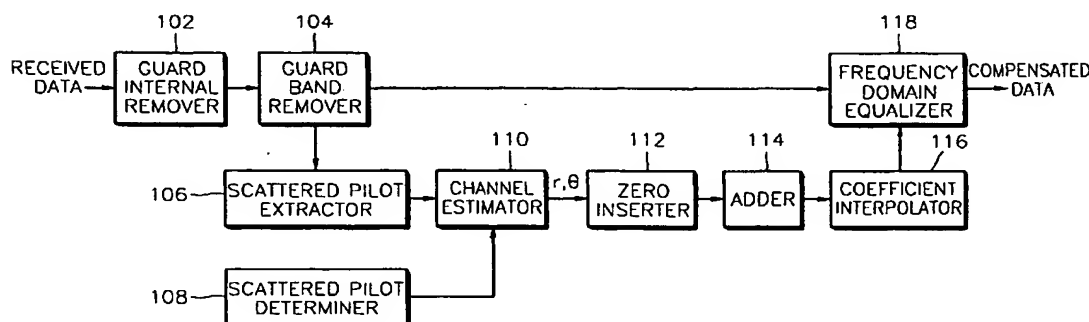 102
104
118
RECEIVED
DATA
GUARD
INTERNAL
REMOVER
GUARD
BAND
REMOVER
FREQUENCY
DOMAIN
EQUALIZER
COMPENSATED
DATA
110
112
114
116
106
SCATTERED PILOT
EXTRACTOR
CHANNEL
ESTIMATOR
r,θ
ZERO
INSERTER
ADDER
COEFFICIENT
INTERPOLATOR
108
SCATTERED PILOT
DETERMINER